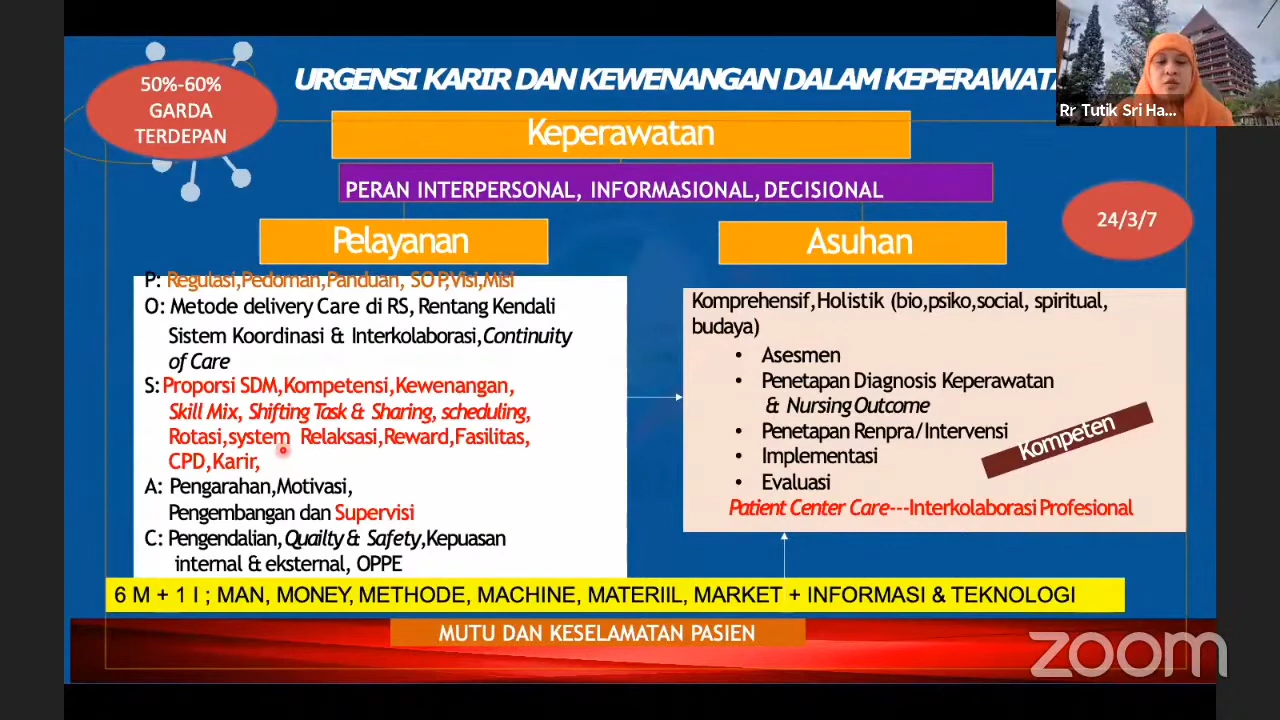 50%-60%
GARDA
TERDEPAN
URGENSI KARIR DAN KEWENANGAN DALAM KEPERAWATA
Rr Tutik Sri Ha...
Keperawatan
PERAN INTERPERSONAL, INFORMASIONAL, DECISIONAL
24/3/7
Pelayanan
P: Regulasi,Pedoman,Panduan, SOP,Visi,Misi
O: Metode delivery Care di RS, Rentang Kendali
Sistem Koordinasi & Interkolaborasi,Continuity
of Care
S: Proporsi SDM,Kompetensi,Kewenangan,
Skill Mix, Shifting Task & Sharing, scheduling,
Rotasi,system Relaksasi,Reward,Fasilitas,
CPD,Karir,
A: Pengarahan,Motivasi,
Pengembangan dan Supervisi
C: Pengendalian,Quailty & Safety,Kepuasan
internal & eksternal, OPPE
Asuhan
Komprehensif,Holistik (bio,psiko,social, spiritual,
budaya)
• Asesmen
• Penetapan Diagnosis Keperawatan
& Nursing Outcome
• Penetapan Renpra/Intervensi
• Implementasi
• Evaluasi
Kompeten
Patient Center Care---Interkolaborasi Profesional
6 M + 1 I ; MAN, MONEY, METHODE, MACHINE, MATERIIL, MARKET + INFORMASI & TEKNOLOGI
MUTU DAN KESELAMATAN PASIEN
zoom